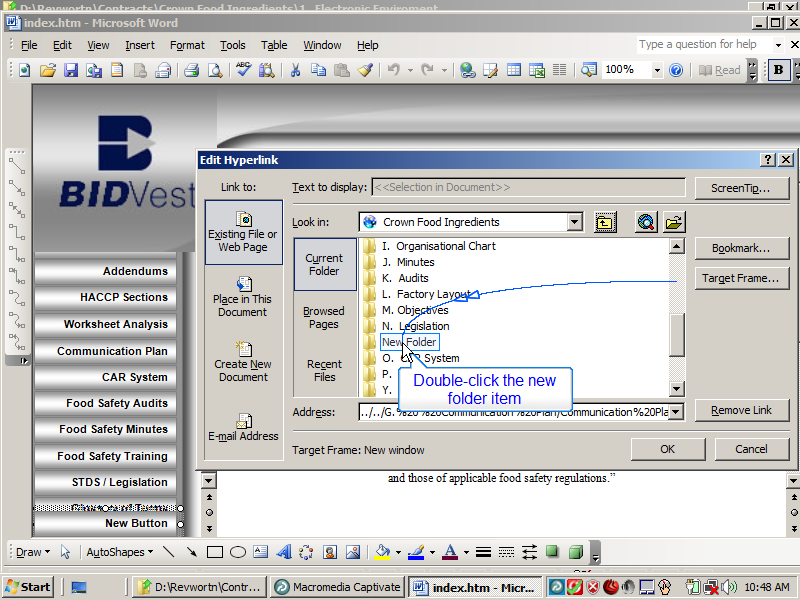 D:\Revwortn\Contracts\Crown Food Ingredients\1. Electronic Enviroment
index.htm - Microsoft Word
File Edit View Insert Format Tools Table Window Help
Type a question for help
100% Read B
BIDVest
Addendums
HACCP Sections
Worksheet Analysis
Communication Plan
CAR System
Food Safety Audits
Food Safety Minutes
Food Safety Training
STDS / Legislation
New Button
Edit Hyperlink
Link to:
Text to display: <<Selection in Document>>
ScreenTip...
Existing File or
Web Page
Place in This
Document
Create New
Document
E-mail Address
Look in: Crown Food Ingredients
Current
Folder
Browsed
Pages
Recent
Files
I. Organisational Chart
J. Minutes
K. Audits
L. Factory Layout
M. Objectives
N. Legislation
New Folder
O. System
P.
Y.
Double-click the new
folder item
Bookmark...
Target Frame...
Address: ../../G.%20%20Communication%20Plan/Communication%20Pla
Remove Link
Target Frame: New window
OK Cancel
and those of applicable food safety regulations.”
Draw AutoShapes
Start D:\Revwortn\Contr... Macromedia Captivate index.htm - Micr... 10:48 AM